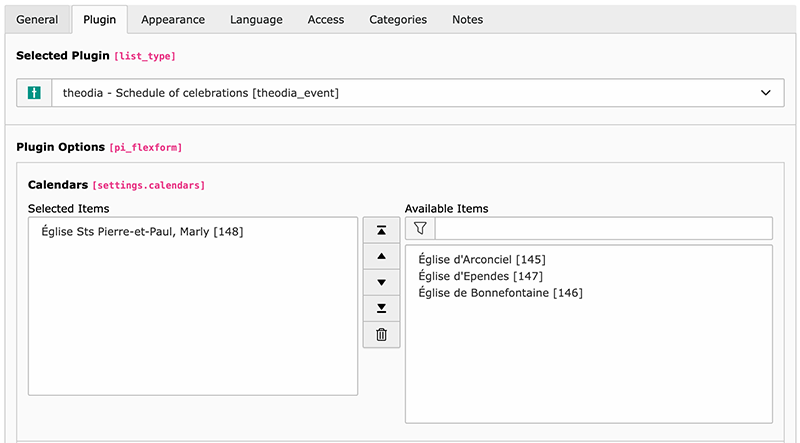 General Plugin Appearance Language Access Categories Notes
Selected Plugin [list_type]
theodia - Schedule of celebrations [theodia_event]
Plugin Options [pi_flexform]
Calendars [settings.calendars]
Selected Items
Available Items
Église Sts Pierre-et-Paul, Marly [148]
Église d'Arconciel [145]
Église d'Ependes [147]
Église de Bonnefontaine [146]